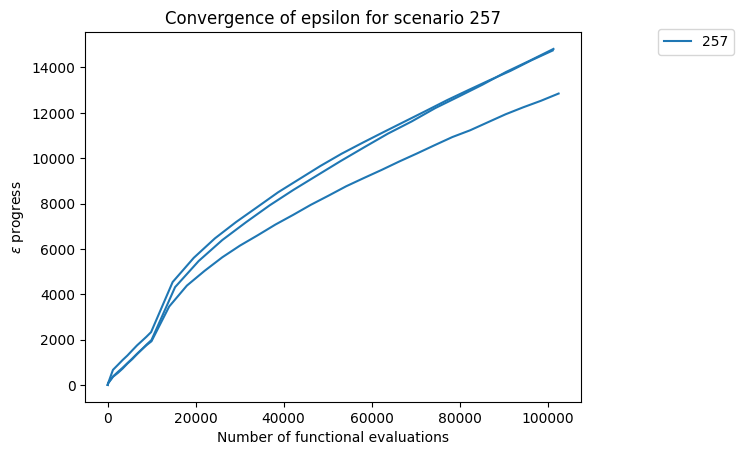 Convergence of epsilon for scenario 257
257
14000
12000
10000
8000
6000
4000
2000
0
ε progress
0 20000 40000 60000 80000 100000
Number of functional evaluations